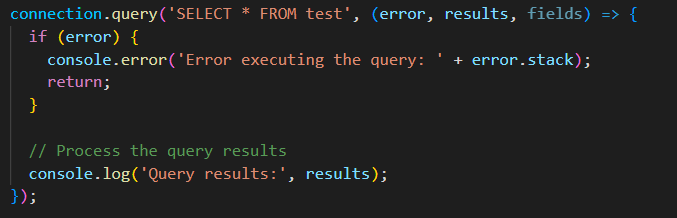 connection.query('SELECT * FROM test', (error, results, fields) => {
  if (error) {
    console.error('Error executing the query: ' + error.stack);
    return;
  }

  // Process the query results
  console.log('Query results:', results);
});